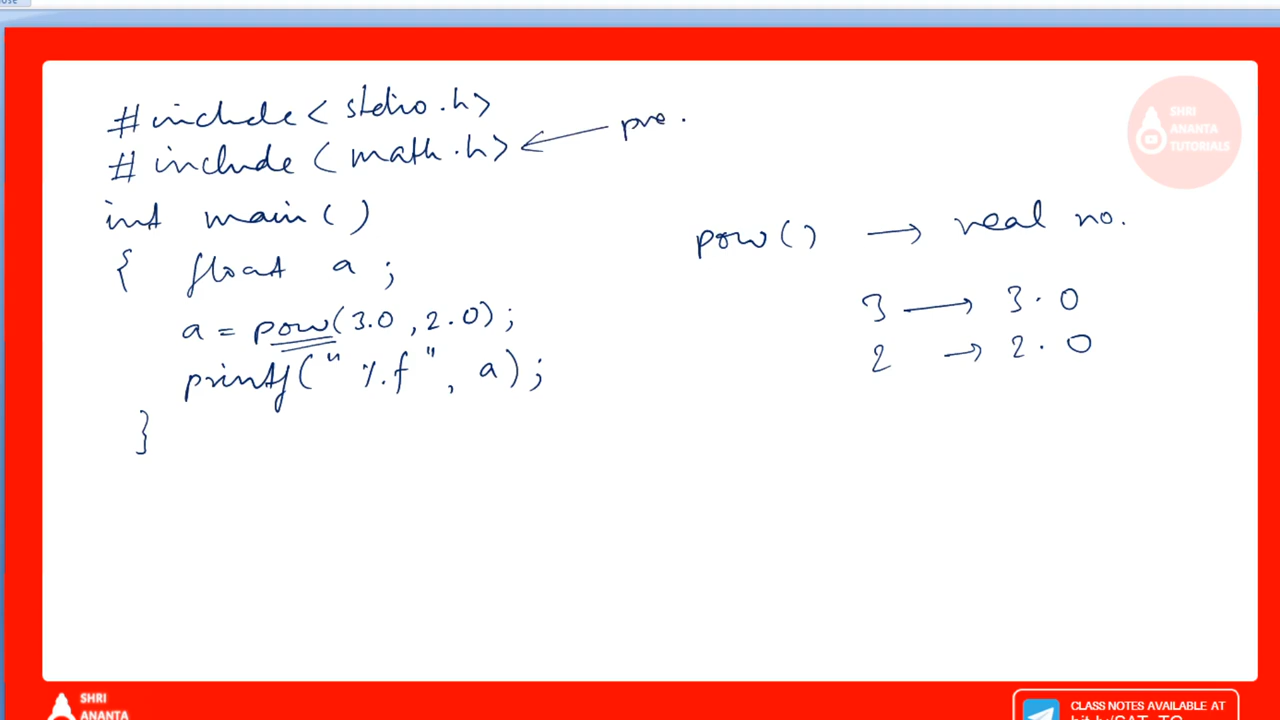 #include<stdio.h>
#include<math.h> ← pre.
int main()
{ float a;
a = pow(3.0,2.0);
printf("%f", a);
}
pow() → real no.
3 → 3.0
2 → 2.0
SHRI
ANANTA
TUTORIALS
SHRI
ANANTA
CLASS NOTES AVAILABLE AT